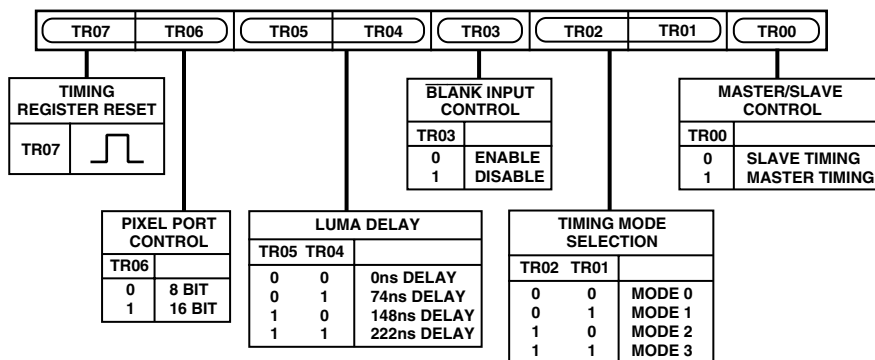 TR07 TR06 TR05 TR04 TR03 TR02 TR01 TR00
TIMING
REGISTER RESET
TR07
BLANK INPUT
CONTROL
TR03
0 ENABLE
1 DISABLE
MASTER/SLAVE
CONTROL
TR00
0 SLAVE TIMING
1 MASTER TIMING
PIXEL PORT
CONTROL
TR06
0 8 BIT
1 16 BIT
LUMA DELAY
TR05 TR04
0 0 0ns DELAY
0 1 74ns DELAY
1 0 148ns DELAY
1 1 222ns DELAY
TIMING MODE
SELECTION
TR02 TR01
0 0 MODE 0
0 1 MODE 1
1 0 MODE 2
1 1 MODE 3